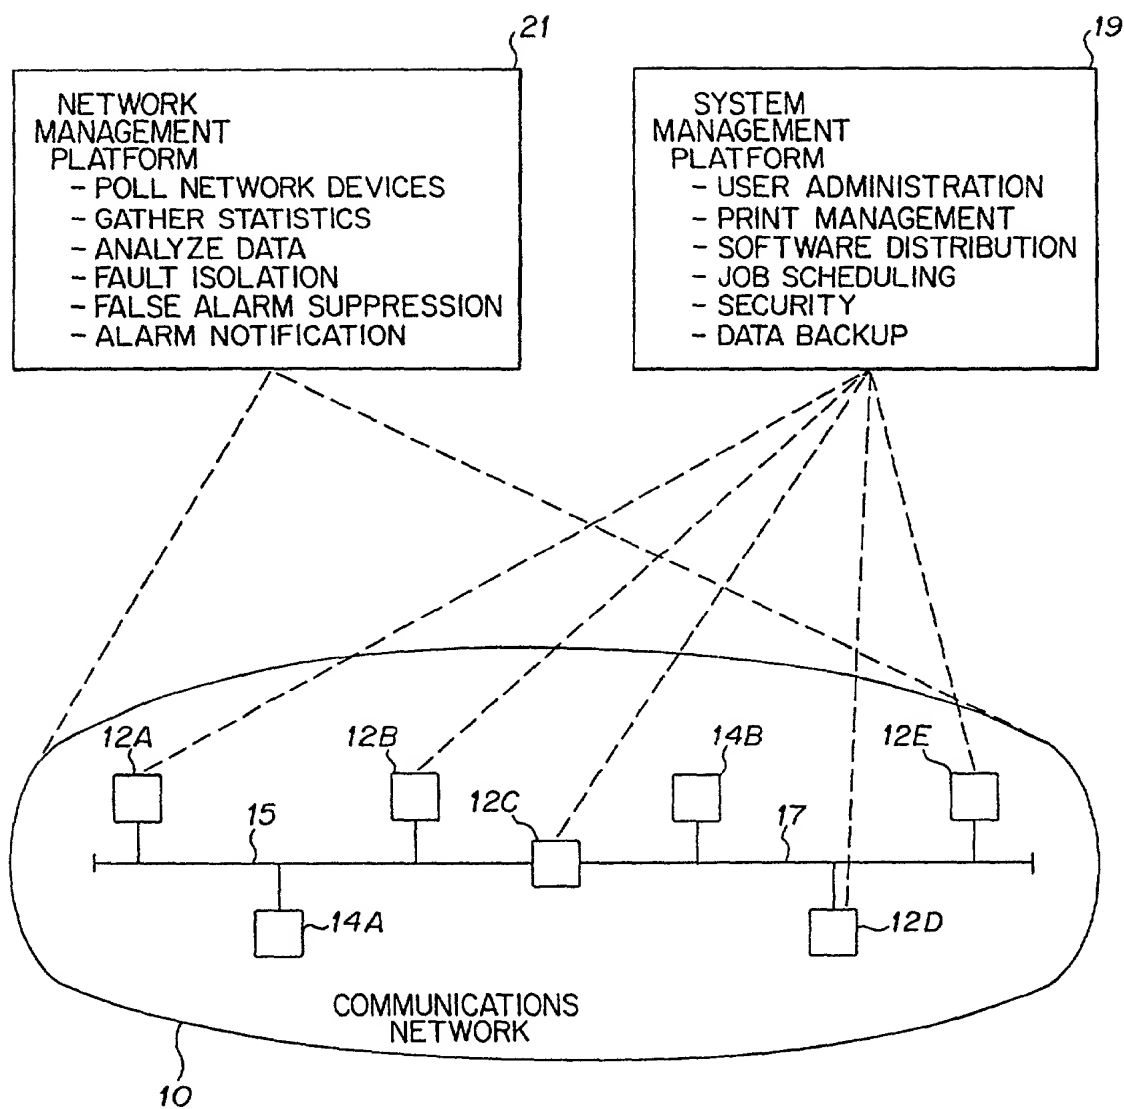 21
19
NETWORK
MANAGEMENT
PLATFORM
- POLL NETWORK DEVICES
- GATHER STATISTICS
- ANALYZE DATA
- FAULT ISOLATION
- FALSE ALARM SUPPRESSION
- ALARM NOTIFICATION
SYSTEM
MANAGEMENT
PLATFORM
- USER ADMINISTRATION
- PRINT MANAGEMENT
- SOFTWARE DISTRIBUTION
- JOB SCHEDULING
- SECURITY
- DATA BACKUP
12A
12B
14B
12E
12C
15
17
14A
12D
COMMUNICATIONS
NETWORK
10